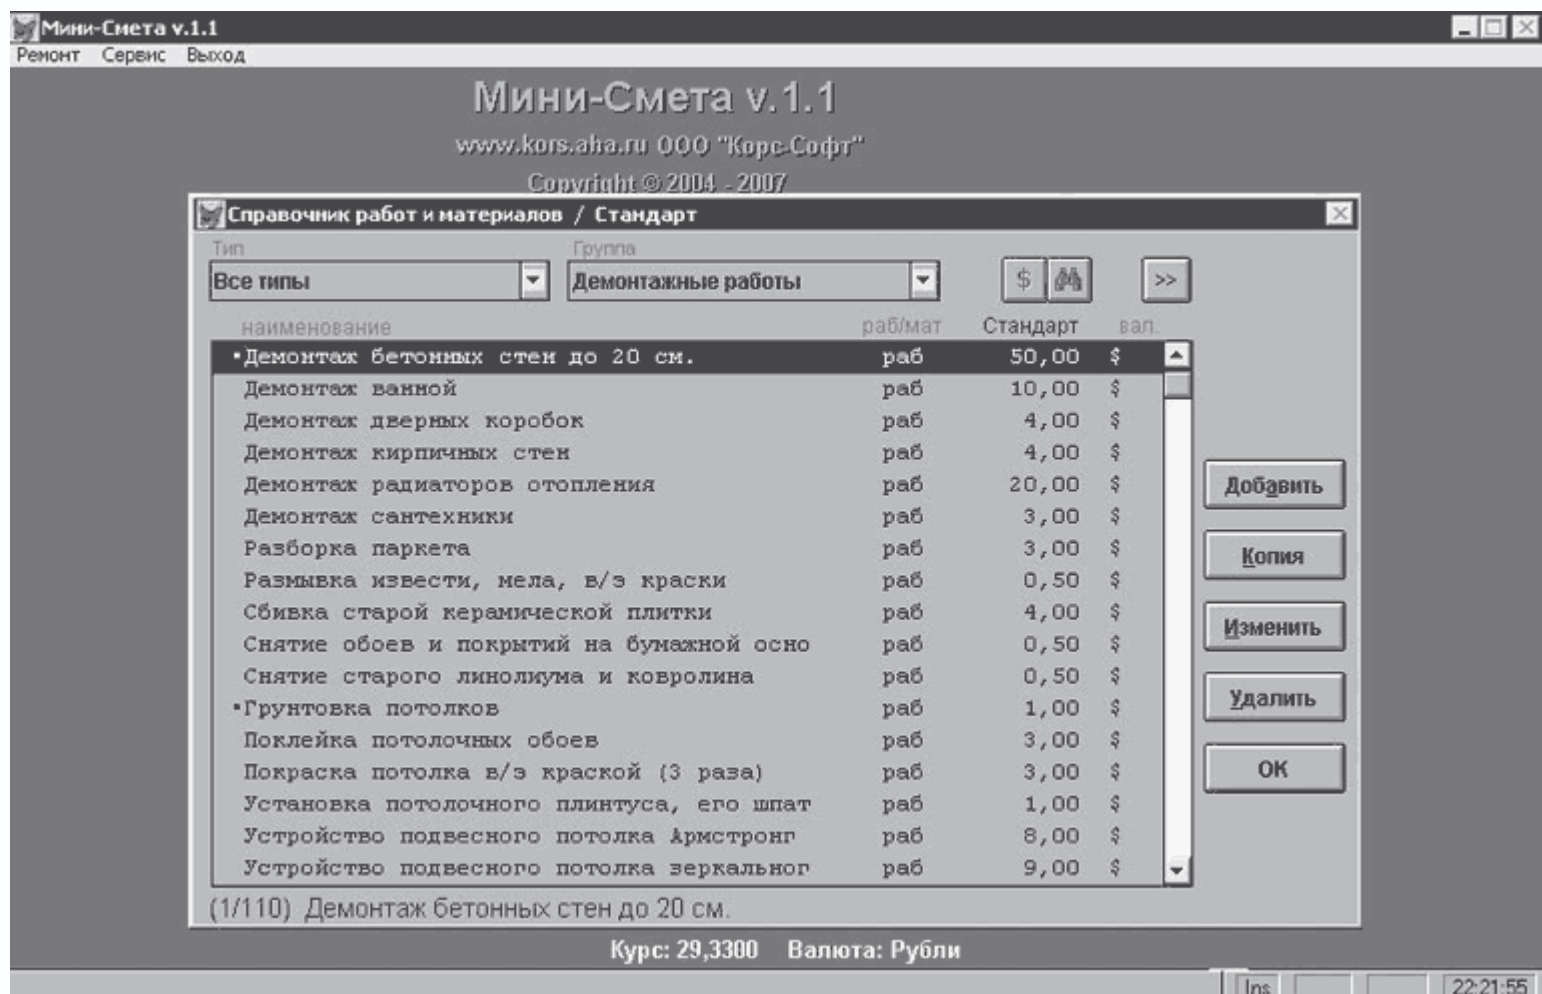 Мини-Смета v.1.1
Ремонт Сервис Выход
Мини-Смета v.1.1
www.kors.aha.ru ООО "Корс-Софт"
Copyright © 2004 - 2007
Справочник работ и материалов / Стандарт
Тип Группа
Все типы Демонтажные работы $ >>
наименование раб/мат Стандарт вал.
•Демонтаж бетонных стен до 20 см. раб 50,00 $
Демонтаж ванной раб 10,00 $
Демонтаж дверных коробок раб 4,00 $
Демонтаж кирпичных стен раб 4,00 $
Демонтаж радиаторов отопления раб 20,00 $
Демонтаж сантехники раб 3,00 $
Разборка паркета раб 3,00 $
Размывка извести, мела, в/э краски раб 0,50 $
Сбивка старой керамической плитки раб 4,00 $
Снятие обоев и покрытий на бумажной осно раб 0,50 $
Снятие старого линолиума и ковролина раб 0,50 $
•Грунтовка потолков раб 1,00 $
Поклейка потолочных обоев раб 3,00 $
Покраска потолка в/э краской (3 раза) раб 3,00 $
Установка потолочного плинтуса, его шпат раб 1,00 $
Устройство подвесного потолка Армстронг раб 8,00 $
Устройство подвесного потолка зеркальног раб 9,00 $
Добавить
Копия
Изменить
Удалить
ОК
(1/110) Демонтаж бетонных стен до 20 см.
Курс: 29,3300 Валюта: Рубли
Ins 22:21:55